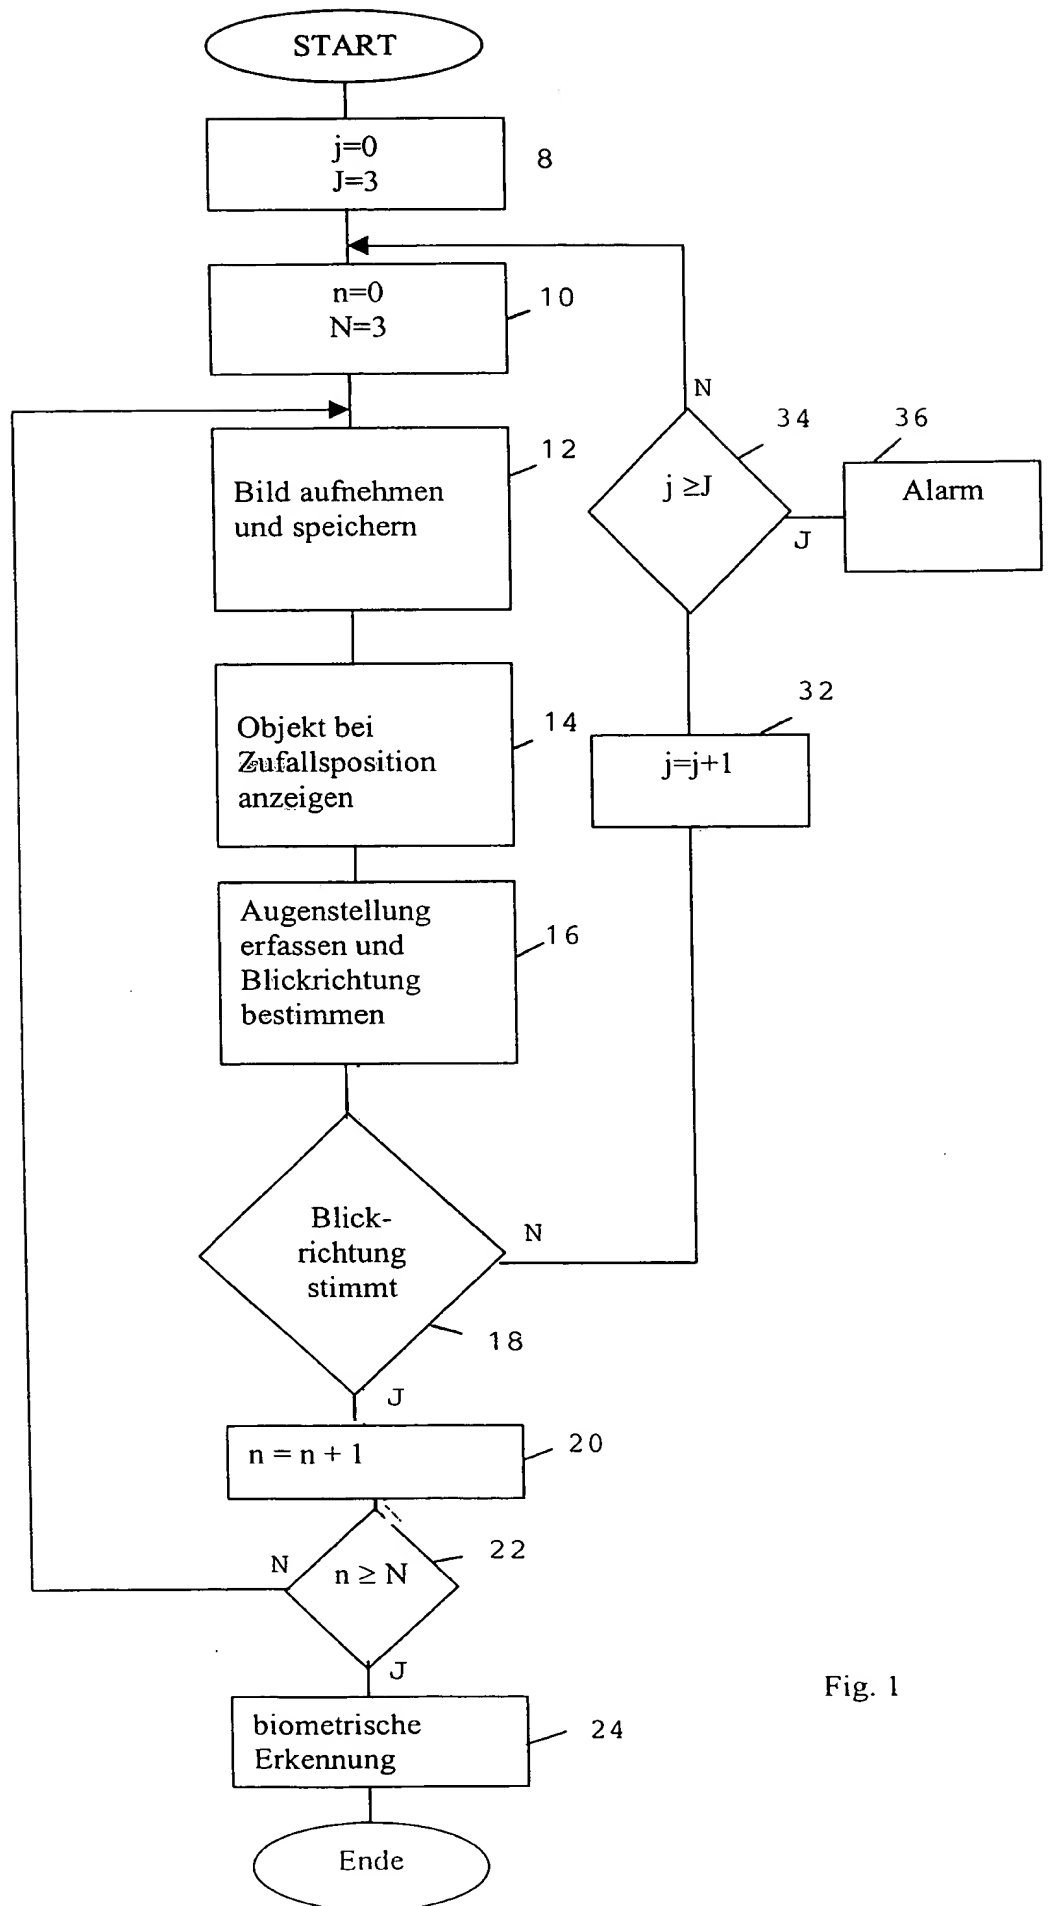 START
j=0
J=3
8
n=0
N=3
10
Bild aufnehmen
und speichern
12
Objekt bei
Zufallsposition
anzeigen
14
Augenstellung
erfassen und
Blickrichtung
bestimmen
16
Blick-
richtung
stimmt
N
18
J
n = n + 1
20
n ≥ N
22
N
J
biometrische
Erkennung
24
Ende
j=j+1
32
j ≥J
34
N
J
Alarm
36
Fig. 1